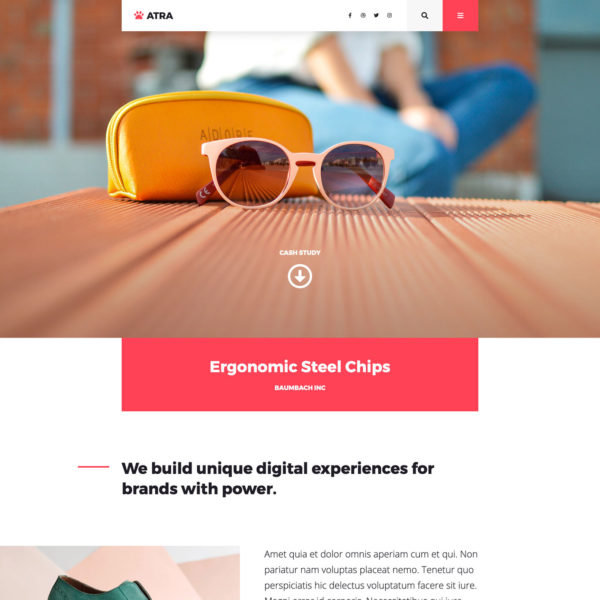 ATRA
ADORE
CASH STUDY
Ergonomic Steel Chips
BAUMBACH INC
We build unique digital experiences for
brands with power.
Amet quia et dolor omnis aperiam cum et qui. Non
pariatur nam voluptas placeat nemo. Tenetur quo
perspiciatis hic delectus voluptatum facere sit iure.